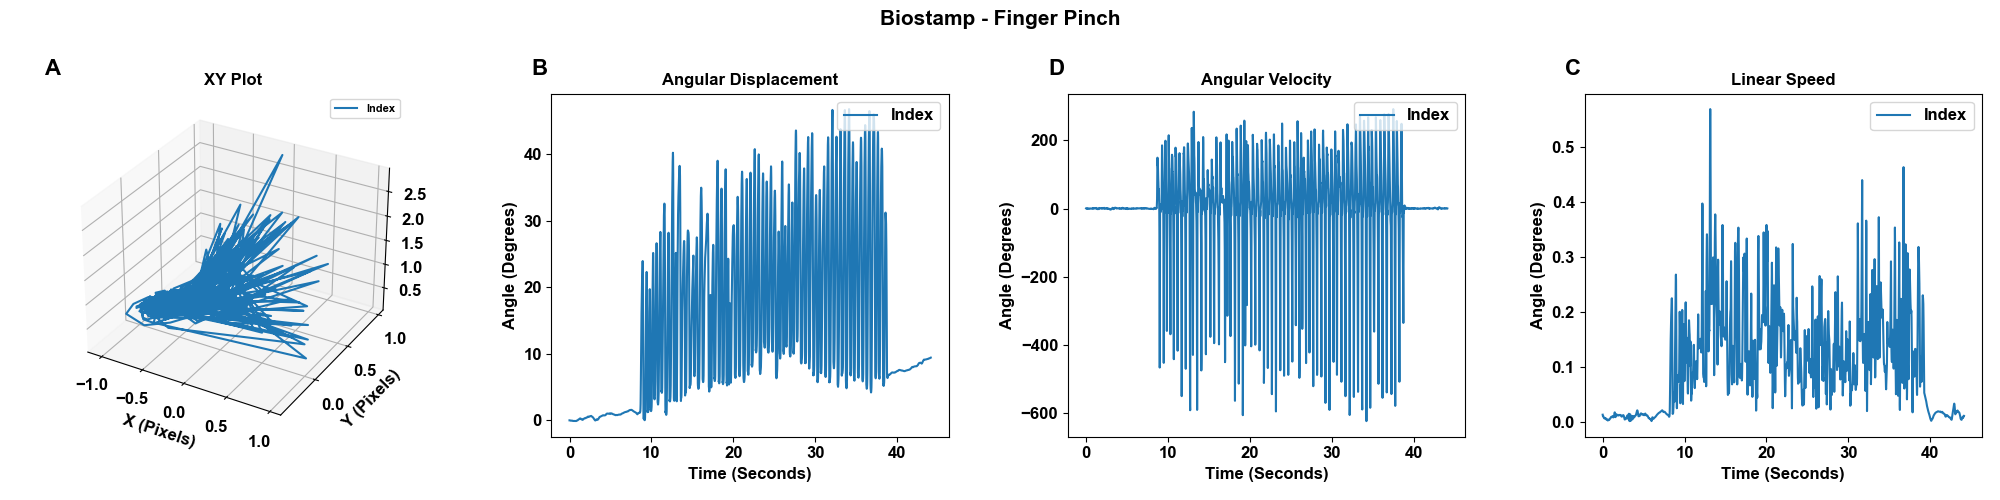 Biostamp - Finger Pinch
A
XY Plot
Index
2.5
2.0
1.5
1.0
0.5
1.0
0.5
0.0
Y (Pixels)
−1.0
−0.5
0.0
0.5
1.0
X (Pixels)
B
Angular Displacement
Index
Angle (Degrees)
40
30
20
10
0
0 10 20 30 40
Time (Seconds)
D
Angular Velocity
Index
Angle (Degrees)
200
0
−200
−400
−600
0 10 20 30 40
Time (Seconds)
C
Linear Speed
Index
Angle (Degrees)
0.5
0.4
0.3
0.2
0.1
0.0
0 10 20 30 40
Time (Seconds)